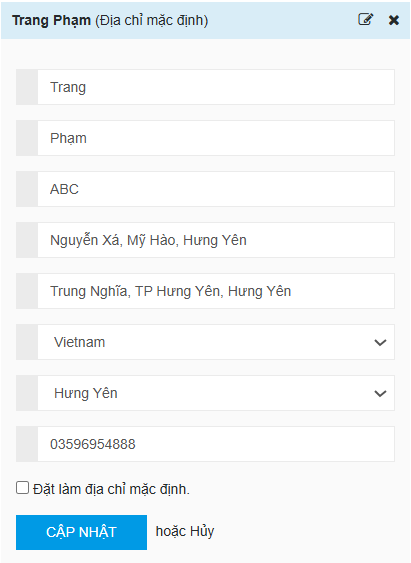 Trang Phạm (Địa chỉ mặc định)
Trang
Phạm
ABC
Nguyễn Xá, Mỹ Hào, Hưng Yên
Trung Nghĩa, TP Hưng Yên, Hưng Yên
Vietnam
Hưng Yên
03596954888
Đặt làm địa chỉ mặc định.
CẬP NHẬT hoặc Hủy